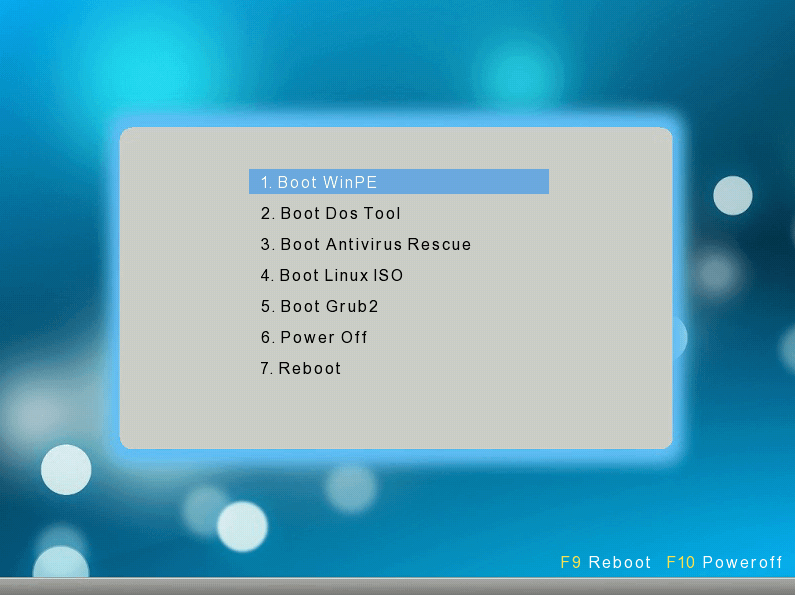 1. Boot WinPE
2. Boot Dos Tool
3. Boot Antivirus Rescue
4. Boot Linux ISO
5. Boot Grub2
6. Power Off
7. Reboot
F9 Reboot F10 Poweroff